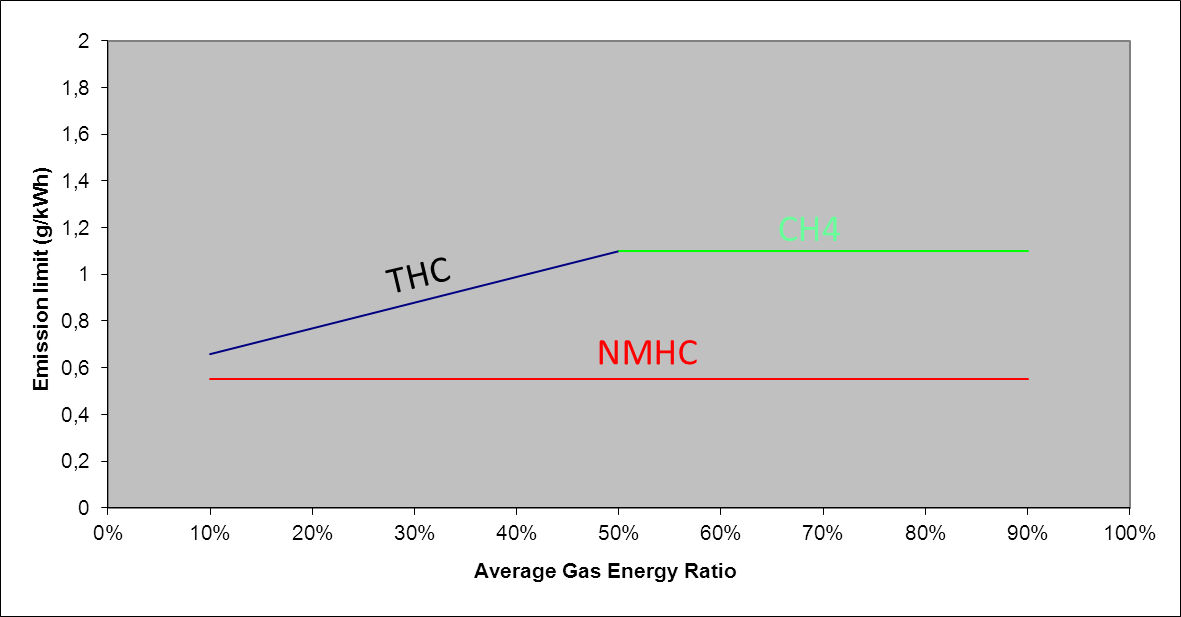 2
1,8
1,6
1,4
1,2
1
0,8
0,6
0,4
0,2
0
Emission limit (g/kWh)
THC
CH4
NMHC
0% 10% 20% 30% 40% 50% 60% 70% 80% 90% 100%
Average Gas Energy Ratio